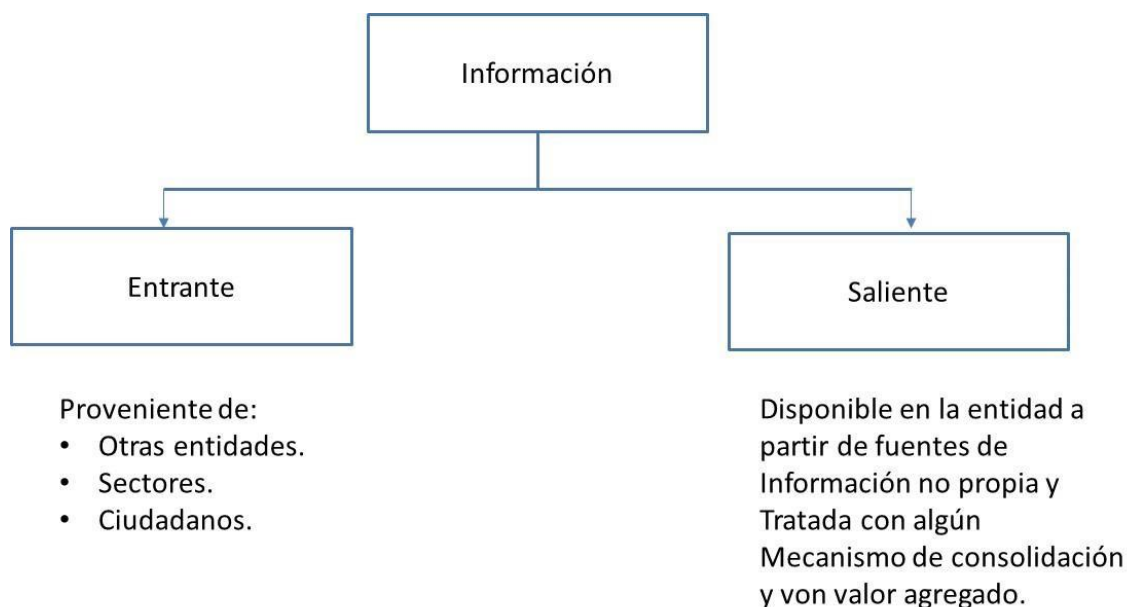 Información
Entrante
Saliente
Proveniente de:
• Otras entidades.
• Sectores.
• Ciudadanos.
Disponible en la entidad a
partir de fuentes de
Información no propia y
Tratada con algún
Mecanismo de consolidación
y von valor agregado.